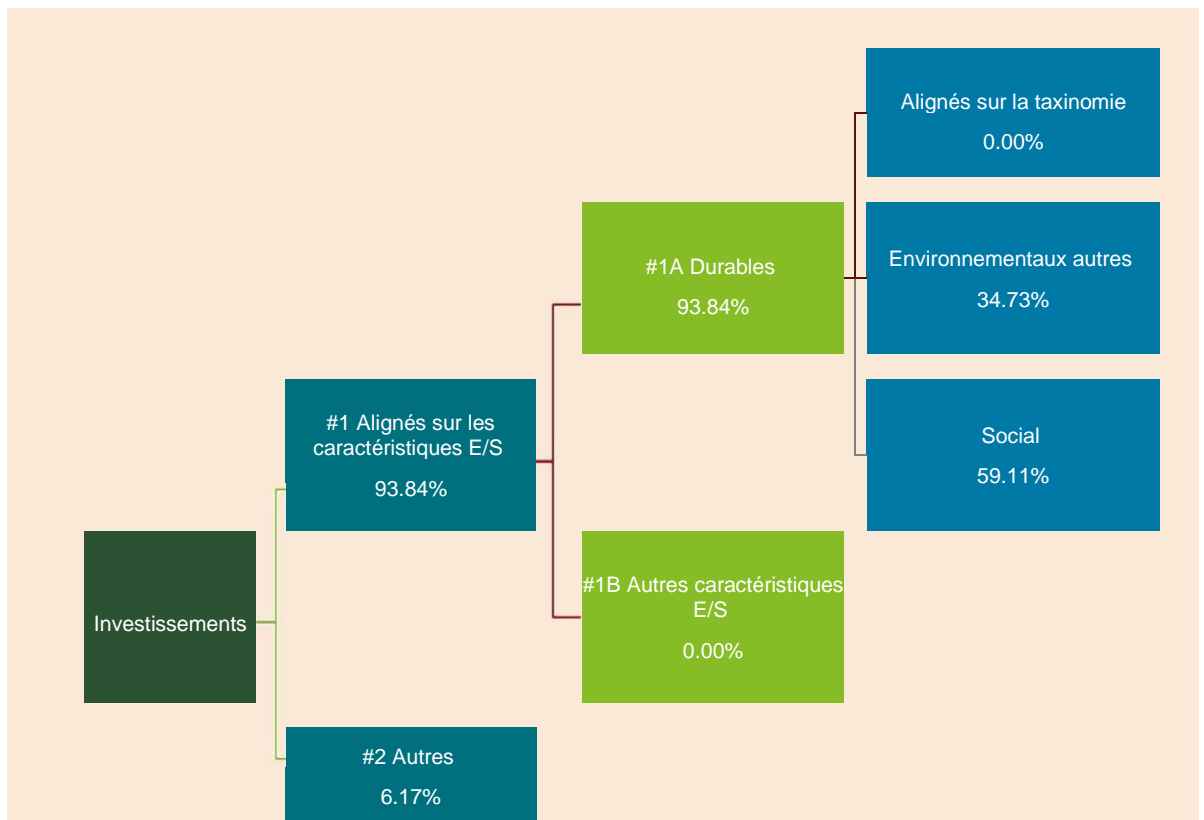 Alignés sur la taxinomie
0.00%
#1A Durables
93.84%
Environnementaux autres
34.73%
#1 Alignés sur les
caractéristiques E/S
93.84%
Social
59.11%
Investissements
#1B Autres caractéristiques
E/S
0.00%
#2 Autres
6.17%